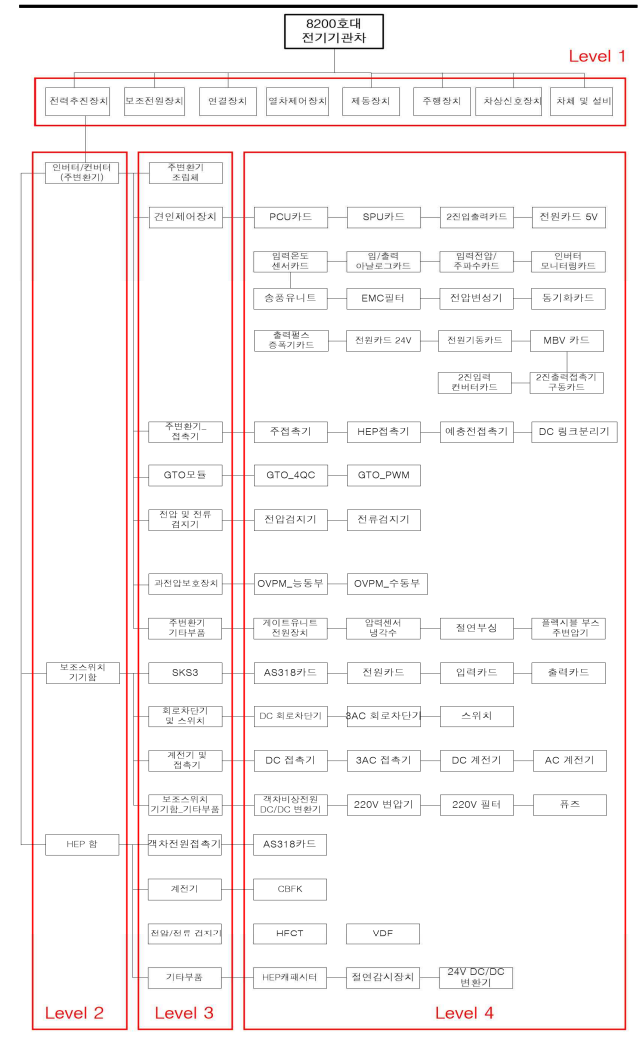 8200호대
전기기관차
Level 1
전력추진장치 보조전원장치 연결장치 열차제어장치 제동장치 주행장치 차상신호장치 차체 및 설비
인버터/컨버터
(주변환기)
주변환기
조립체
견인제어장치 PCU카드 SPU카드 2진입출력카드 전원카드 5V
입력온도
센서카드
입/출력
아날로그카드
입력전압/
주파수카드
인버터
모니터링카드
송풍유니트 EMC필터 전압변성기 동기화카드
출력펄스
증폭기카드
전원카드 24V 전원기동카드 MBV 카드
2진입력
컨버터카드
2진출력접촉기
구동카드
주변환기_
접촉기
주접촉기 HEP접촉기 예충전접촉기 DC 링크분리기
GTO모듈 GTO_4QC GTO_PWM
전압 및 전류
검지기
전압검지기 전류검지기
과전압보호장치 OVPM_능동부 OVPM_수동부
주변환기
기타부품
게이트유니트
전원장치
압력센서
냉각수
절연부싱
플렉시블 부스
주변압기
보조스위치
기기함
SKS3 AS318카드 전원카드 입력카드 출력카드
회로차단기
및 스위치
DC 회로차단기 3AC 회로차단기 스위치
계전기 및
접촉기
DC 접촉기 3AC 접촉기 DC 계전기 AC 계전기
보조스위치
기기함_기타부품
객차비상전원
DC/DC 변환기
220V 변압기 220V 필터 퓨즈
HEP 함 객차전원접촉기 AS318카드
계전기 CBFK
전압/전류 검지기 HFCT VDF
기타부품 HEP캐패시터 절연감시장치
24V DC/DC
변환기
Level 2 Level 3 Level 4